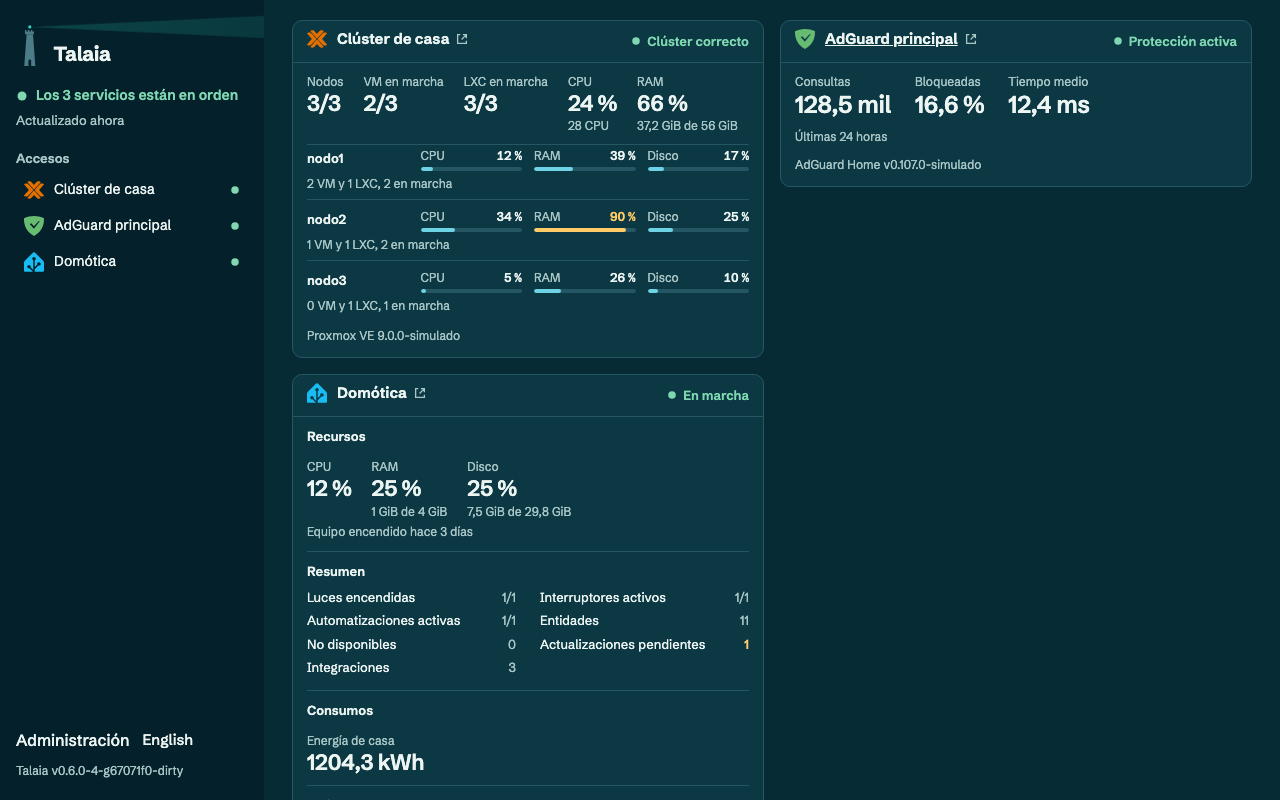 Talaia
Los 3 servicios están en orden
Actualizado ahora
Accesos
Clúster de casa
AdGuard principal
Domótica
Administración English
Talaia v0.6.0-4-g67071f0-dirty
Clúster de casa Clúster correcto
Nodos VM en marcha LXC en marcha CPU RAM
3/3 2/3 3/3 24 % 66 %
28 CPU 37,2 GiB de 56 GiB
nodo1 CPU 12 % RAM 39 % Disco 17 %
2 VM y 1 LXC, 2 en marcha
nodo2 CPU 34 % RAM 90 % Disco 25 %
1 VM y 1 LXC, 2 en marcha
nodo3 CPU 5 % RAM 26 % Disco 10 %
0 VM y 1 LXC, 1 en marcha
Proxmox VE 9.0.0-simulado
AdGuard principal Protección activa
Consultas Bloqueadas Tiempo medio
128,5 mil 16,6 % 12,4 ms
Últimas 24 horas
AdGuard Home v0.107.0-simulado
Domótica En marcha
Recursos
CPU RAM Disco
12 % 25 % 25 %
1 GiB de 4 GiB 7,5 GiB de 29,8 GiB
Equipo encendido hace 3 días
Resumen
Luces encendidas 1/1 Interruptores activos 1/1
Automatizaciones activas 1/1 Entidades 11
No disponibles 0 Actualizaciones pendientes 1
Integraciones 3
Consumos
Energía de casa
1204,3 kWh